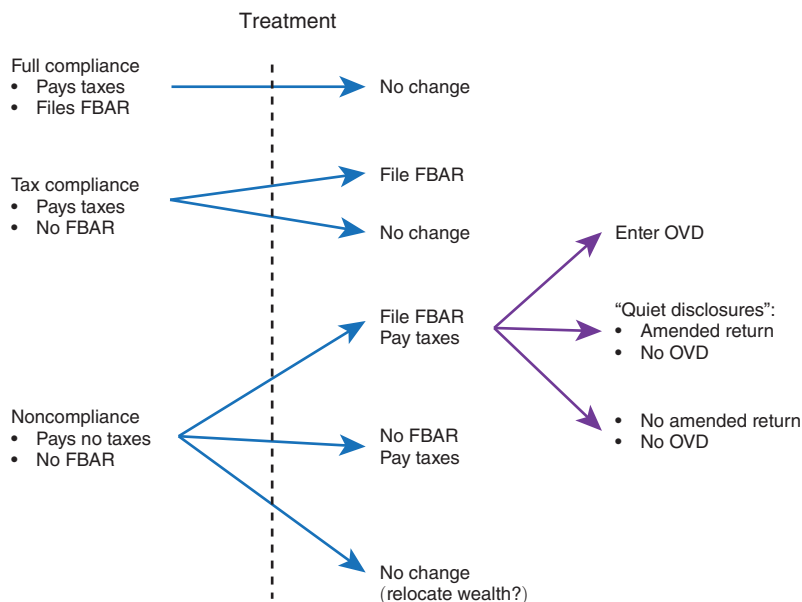 Treatment
Full compliance
• Pays taxes
• Files FBAR
No change
Tax compliance
• Pays taxes
• No FBAR
File FBAR
No change
Noncompliance
• Pays no taxes
• No FBAR
File FBAR
Pay taxes
No FBAR
Pay taxes
No change
(relocate wealth?)
Enter OVD
“Quiet disclosures”:
• Amended return
• No OVD
• No amended return
• No OVD